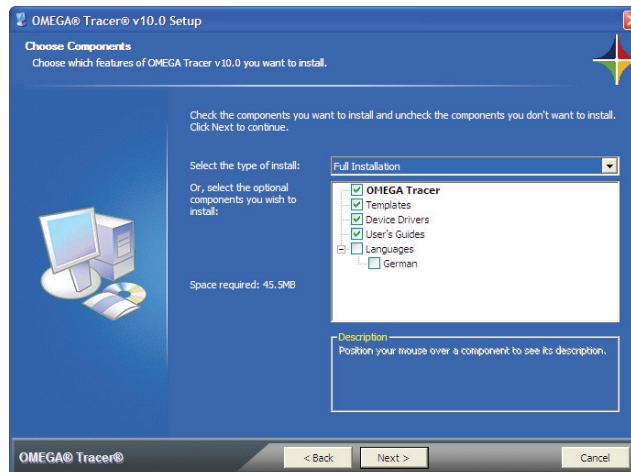 OMEGA® Tracer® v10.0 Setup
Choose Components
Choose which features of OMEGA Tracer v10.0 you want to install.
Check the components you want to install and uncheck the components you don't want to install.
Click Next to continue.
Select the type of install:
Full Installation
Or, select the optional
components you wish to
install:
OMEGA Tracer
Templates
Device Drivers
User's Guides
Languages
German
Space required: 45.5MB
Description
Position your mouse over a component to see its description.
OMEGA® Tracer®
< Back
Next >
Cancel